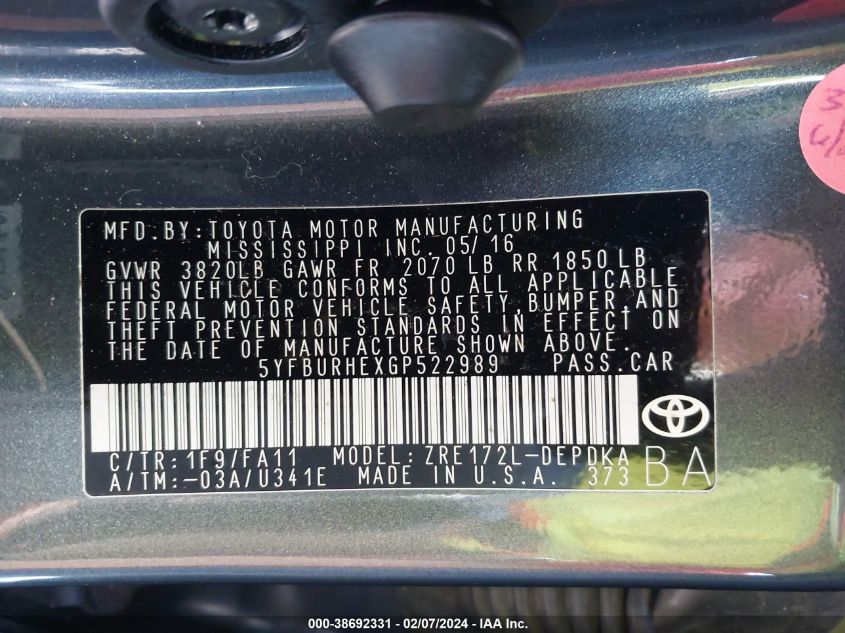 MFD.BY:TOYOTA MOTOR MANUFACTURING
MISSISSIPPI INC. 05/16
GVWR 3820LB GAWR FR 2070 LB RR 1850 LB
THIS VEHICLE CONFORMS TO ALL APPLICABLE
FEDERAL MOTOR VEHICLE SAFETY,BUMPER,AND
THEFT PREVENTION STANDARDS IN EFFECT ON
THE DATE OF MANUFACTURE SHOWN ABOVE.
5YFBURHEXGP522989 PASS.CAR
C/TR:1F9/FA11 MODEL:ZRE172L-DEPDKA
A/TM:-03A/U341E MADE IN U.S.A. 373 BA
000-38692331 - 02/07/2024 - IAA Inc.